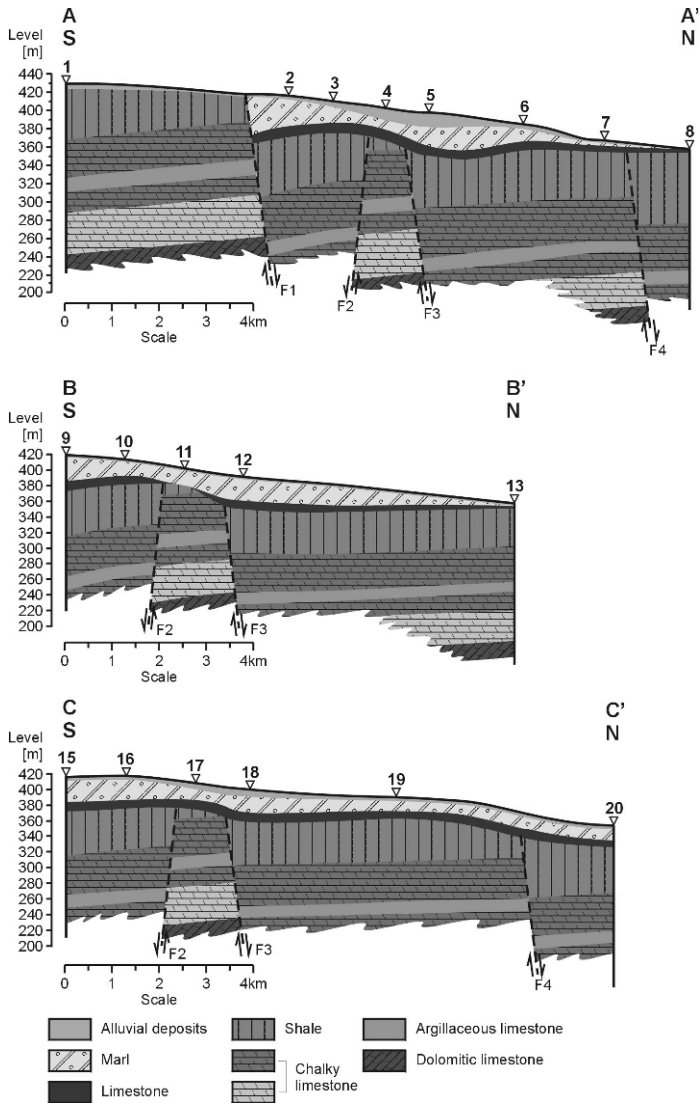 A A'
S N
Level
[m]
1 2 3 4 5 6 7 8
440
420
400
380
360
340
320
300
280
260
240
220
200
F1 F2 F3 F4
0 1 2 3 4km
Scale
B B'
S N
Level
[m]
9 10 11 12 13
420
400
380
360
340
320
300
280
260
240
220
200
F2 F3
0 1 2 3 4km
Scale
C C'
S N
Level
[m]
15 16 17 18 19 20
420
400
380
360
340
320
300
280
260
240
220
200
F2 F3 F4
0 1 2 3 4km
Scale
Alluvial deposits Shale Argillaceous limestone
Marl Chalky Dolomitic limestone
limestone
Limestone